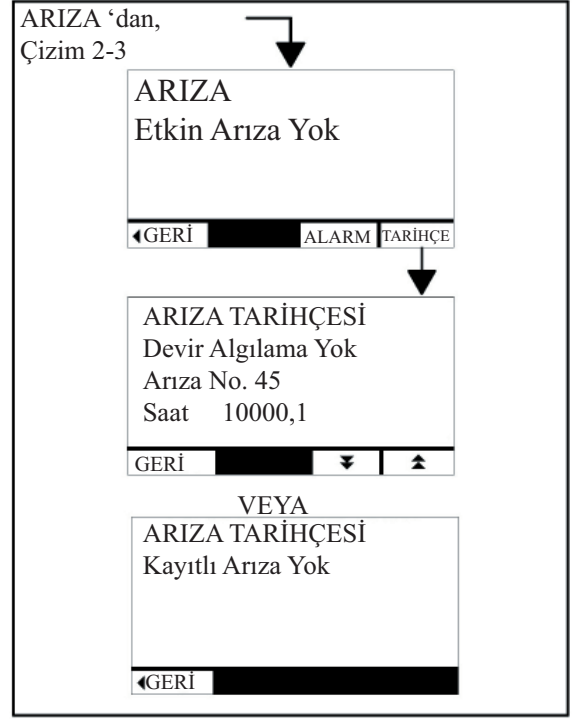 ARIZA ‘dan,
Çizim 2-3
ARIZA
Etkin Arıza Yok
GERİ ALARM TARİHÇE
ARIZA TARİHÇESİ
Devir Algılama Yok
Arıza No. 45
Saat 10000,1
GERİ
VEYA
ARIZA TARİHÇESİ
Kayıtlı Arıza Yok
GERİ